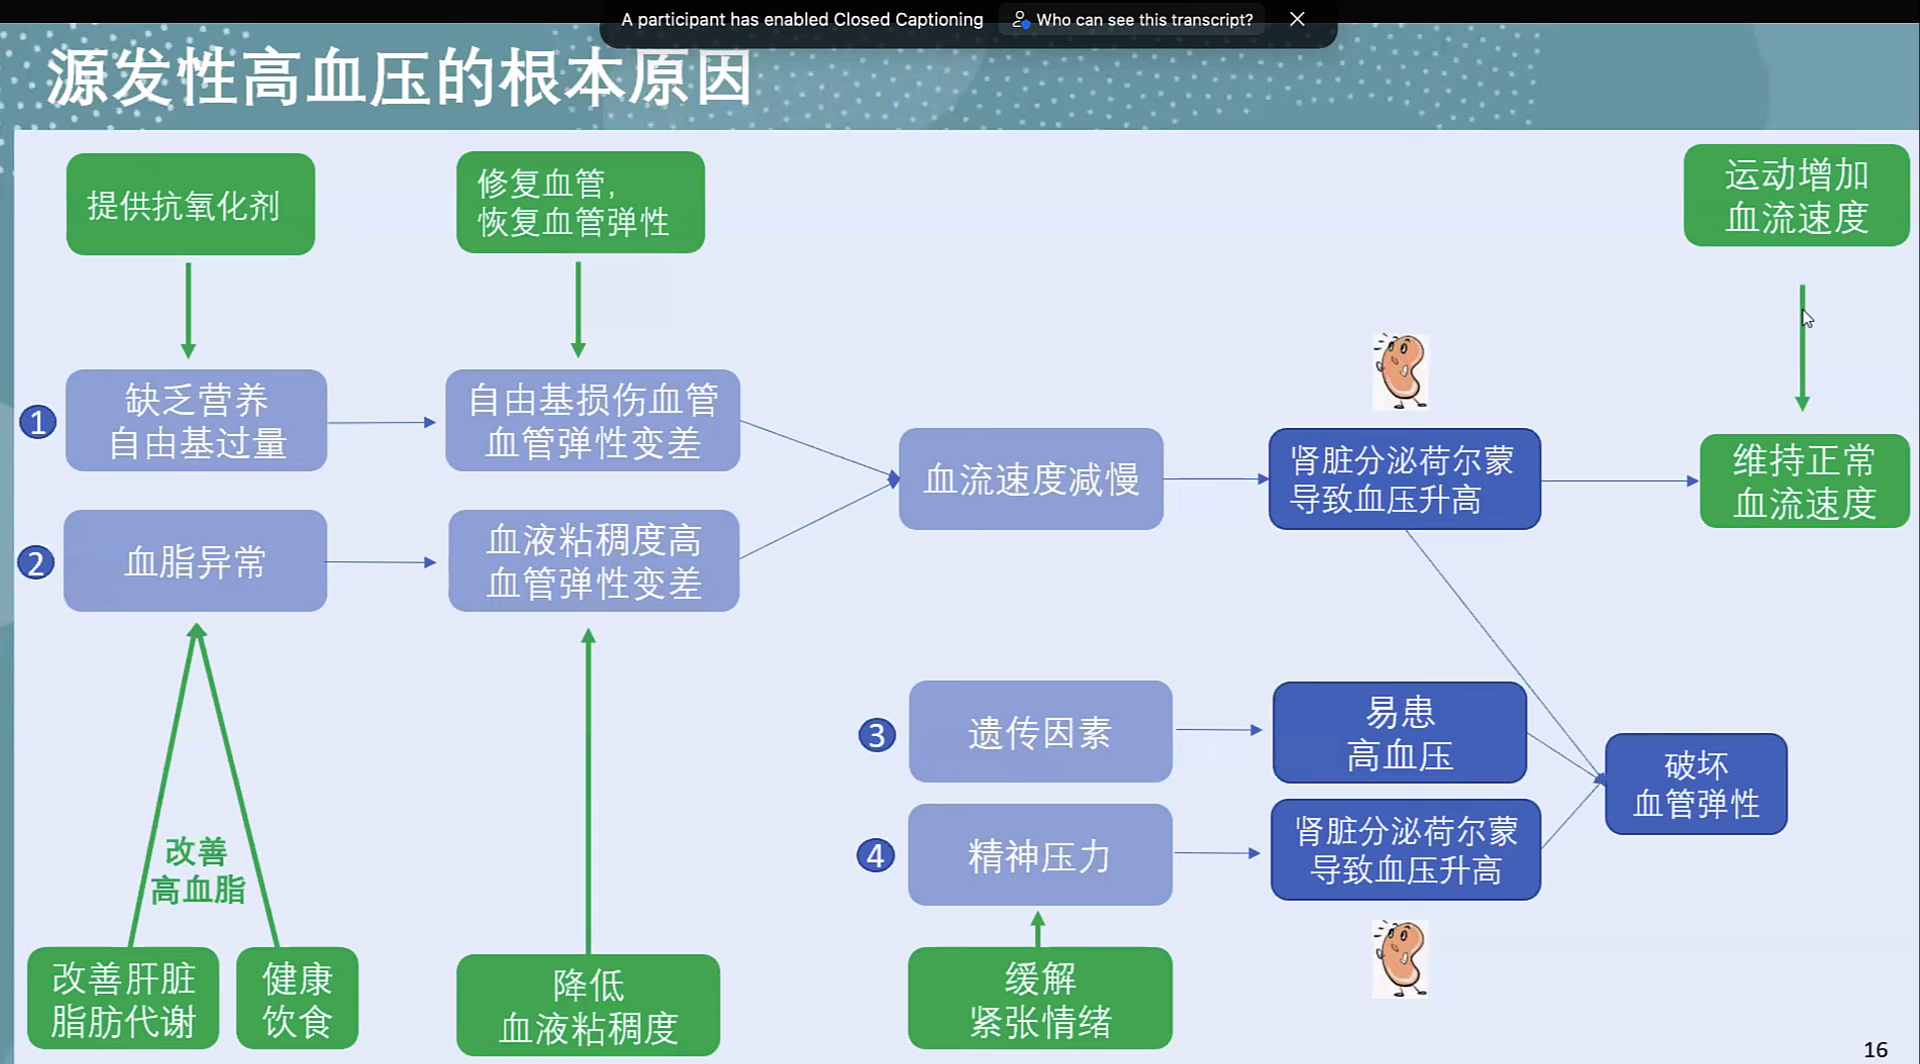 A participant has enabled Closed Captioning
Who can see this transcript?
源发性高血压的根本原因
提供抗氧化剂
修复血管,
恢复血管弹性
运动增加
血流速度
1
缺乏营养
自由基过量
自由基损伤血管
血管弹性变差
血流速度减慢
肾脏分泌荷尔蒙
导致血压升高
维持正常
血流速度
2
血脂异常
血液粘稠度高
血管弹性变差
3
遗传因素
易患
高血压
破坏
血管弹性
4
精神压力
肾脏分泌荷尔蒙
导致血压升高
改善
高血脂
改善肝脏
脂肪代谢
健康
饮食
降低
血液粘稠度
缓解
紧张情绪
16